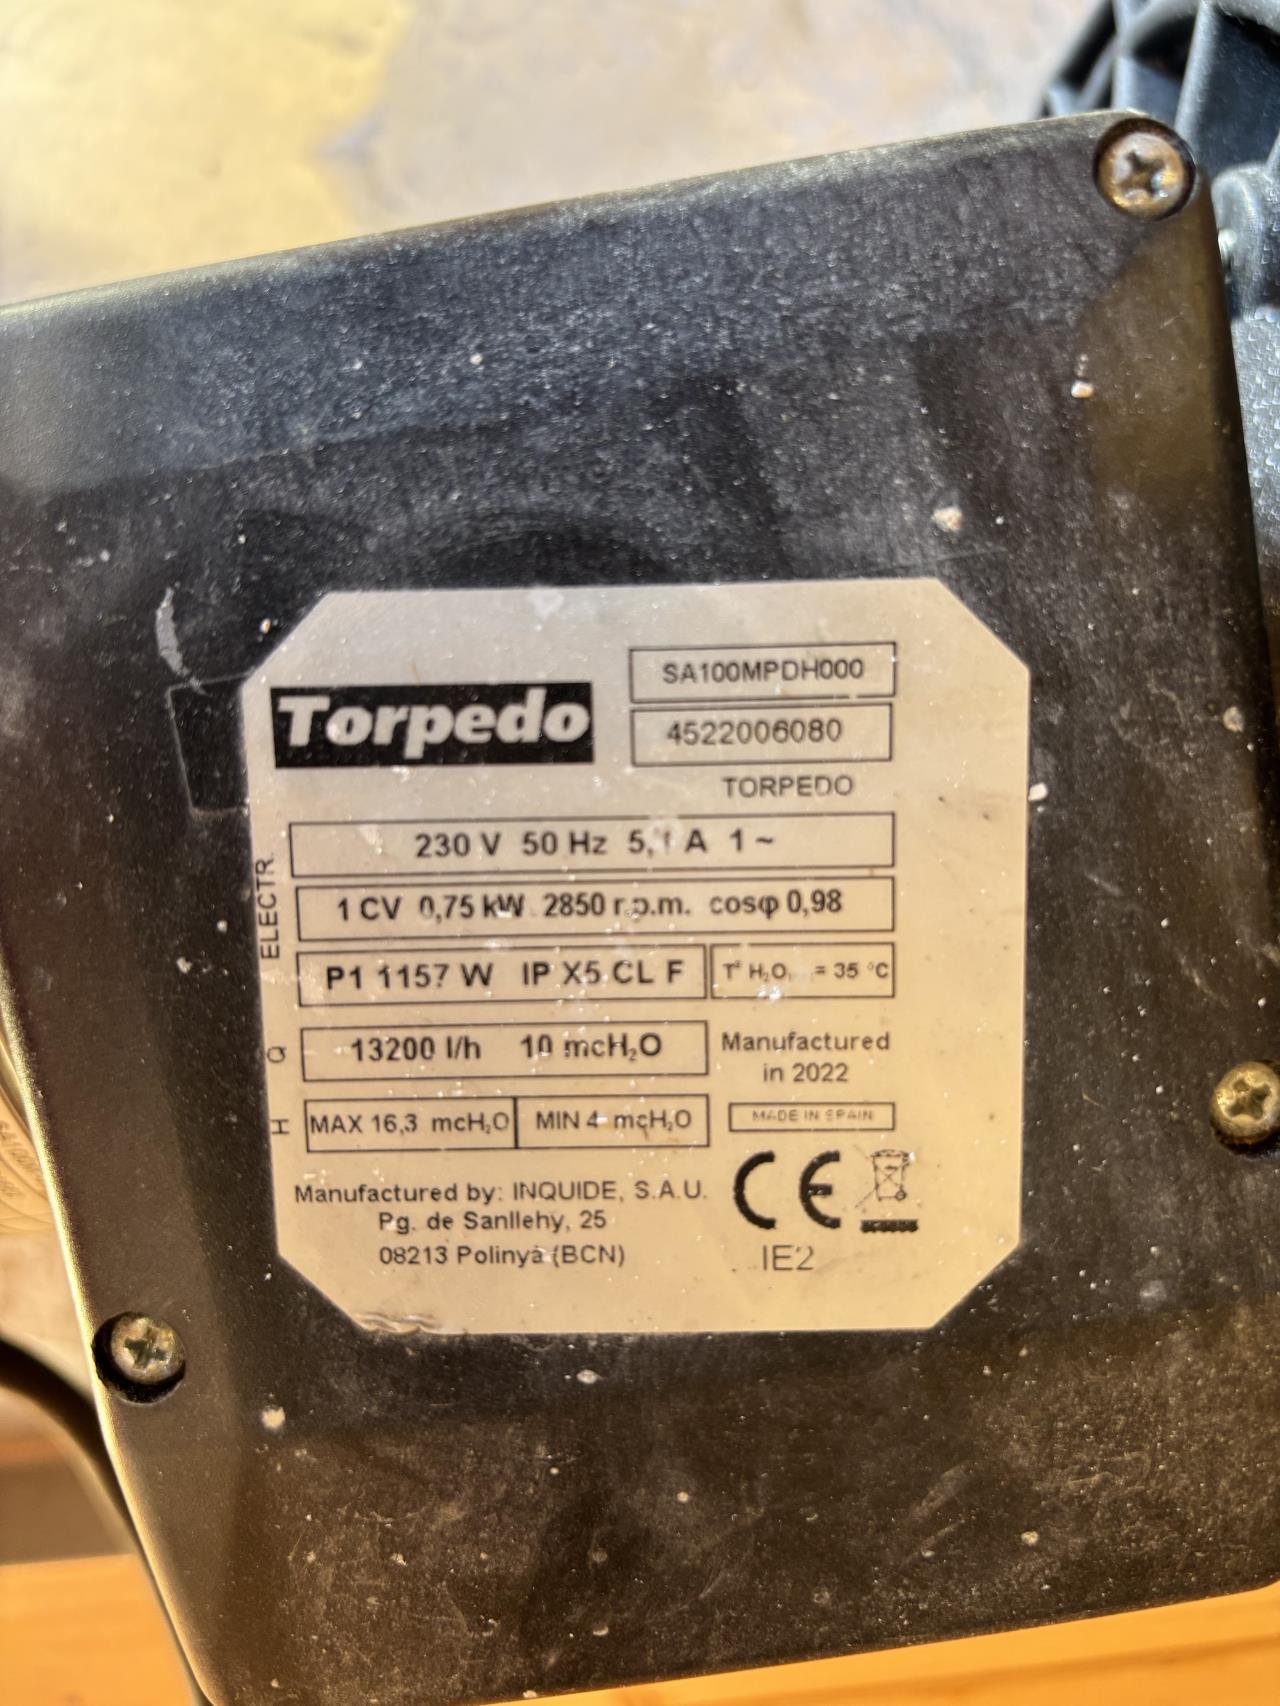 Torpedo
SA100MPDH000
4522006080
TORPEDO
ELECTR.
230 V 50 Hz 5,1 A 1 ~
1 CV 0,75 kW 2850 r.p.m. cosφ 0,98
P1 1157 W IP X5 CL F
Tª H₂O = 35 °C
Q
13200 l/h 10 mcH₂O
Manufactured
in 2022
H
MAX 16,3 mcH₂O
MIN 4 mcH₂O
MADE IN SPAIN
Manufactured by: INQUIDE, S.A.U.
Pg. de Sanllehy, 25
08213 Polinyà (BCN)
CE
IE2